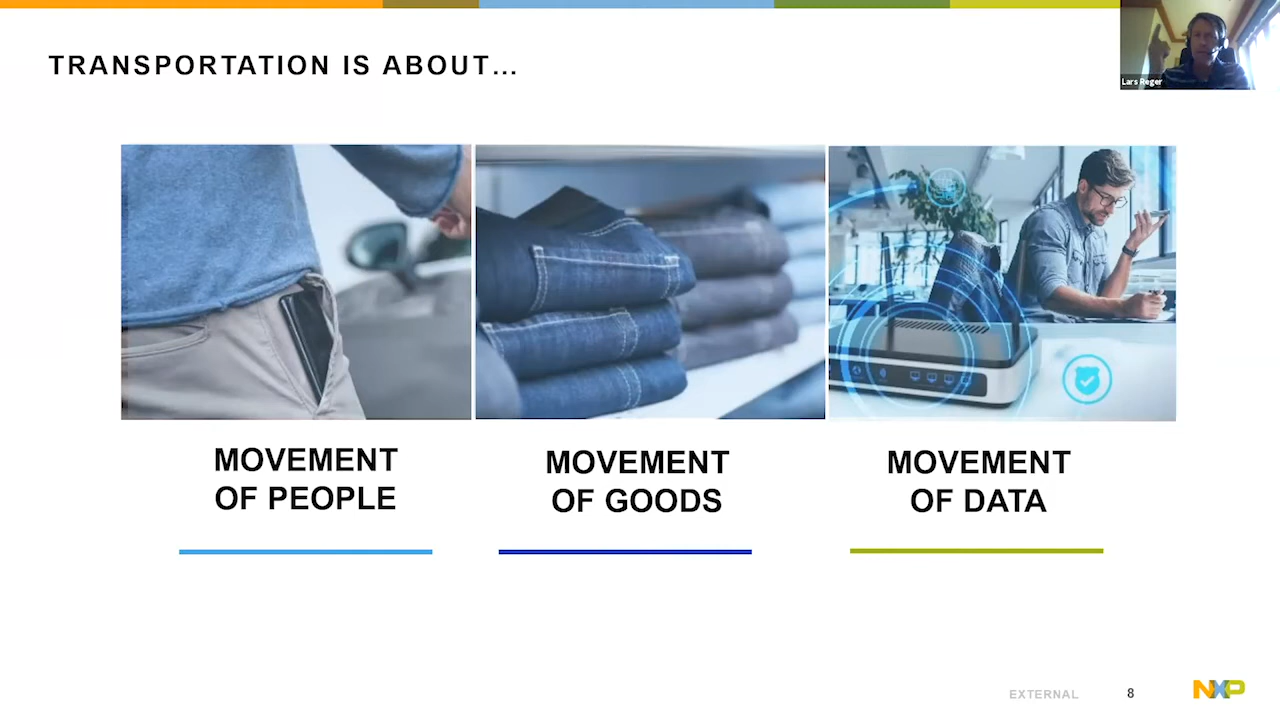 TRANSPORTATION IS ABOUT...
Lars Reger
MOVEMENT
OF PEOPLE
MOVEMENT
OF GOODS
MOVEMENT
OF DATA
EXTERNAL
8
NXP